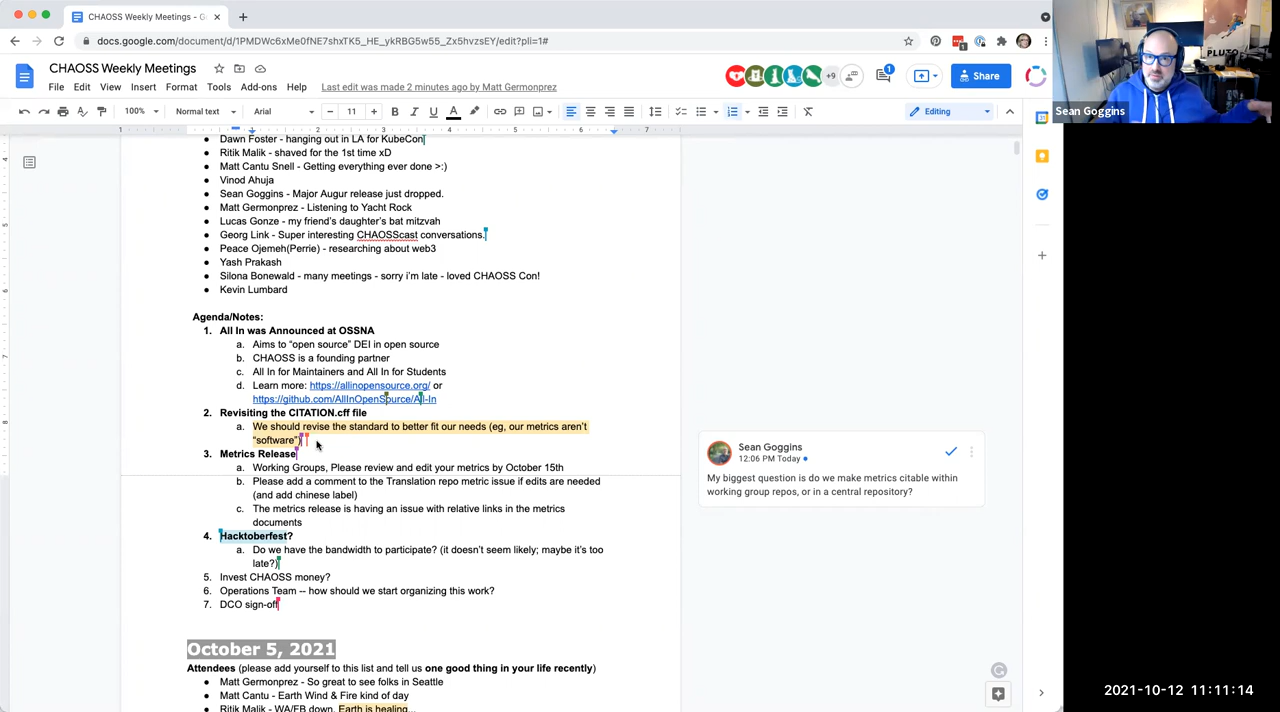 CHAOSS Weekly Meetings - G
docs.google.com/document/d/1PMDWc6xMe0fNE7shxTK5_HE_ykRBG5w55_Zx5hvzsEY/edit?pli=1#
CHAOSS Weekly Meetings
File Edit View Insert Format Tools Add-ons Help Last edit was made 2 minutes ago by Matt Germonprez
+9
1
Share
100% Normal text Arial 11 Editing
1 1 2 3 4 5 6 7
Dawn Foster - hanging out in LA for KubeCon
Ritik Malik - shaved for the 1st time xD
Matt Cantu Snell - Getting everything ever done >:)
Vinod Ahuja
Sean Goggins - Major Augur release just dropped.
Matt Germonprez - Listening to Yacht Rock
Lucas Gonze - my friend's daughter's bat mitzvah
Georg Link - Super interesting CHAOSScast conversations.
Peace Ojemeh(Perrie) - researching about web3
Yash Prakash
Silona Bonewald - many meetings - sorry i'm late - loved CHAOSS Con!
Kevin Lumbard
Agenda/Notes:
1. All In was Announced at OSSNA
a. Aims to “open source” DEI in open source
b. CHAOSS is a founding partner
c. All In for Maintainers and All In for Students
d. Learn more: https://allinopensource.org/ or
https://github.com/AllInOpenSource/All-In
2. Revisiting the CITATION.cff file
a. We should revise the standard to better fit our needs (eg, our metrics aren't
“software”)
3. Metrics Release
a. Working Groups, Please review and edit your metrics by October 15th
b. Please add a comment to the Translation repo metric issue if edits are needed
(and add chinese label)
c. The metrics release is having an issue with relative links in the metrics
documents
4. Hacktoberfest?
a. Do we have the bandwidth to participate? (it doesn't seem likely; maybe it's too
late?)
5. Invest CHAOSS money?
6. Operations Team -- how should we start organizing this work?
7. DCO sign-off
October 5, 2021
Attendees (please add yourself to this list and tell us one good thing in your life recently)
Matt Germonprez - So great to see folks in Seattle
Matt Cantu - Earth Wind & Fire kind of day
Ritik Malik - WA/FB down, Earth is healing...
Sean Goggins
12:06 PM Today
My biggest question is do we make metrics citable within
working group repos, or in a central repository?
PLUTO
Sean Goggins
2021-10-12 11:11:14